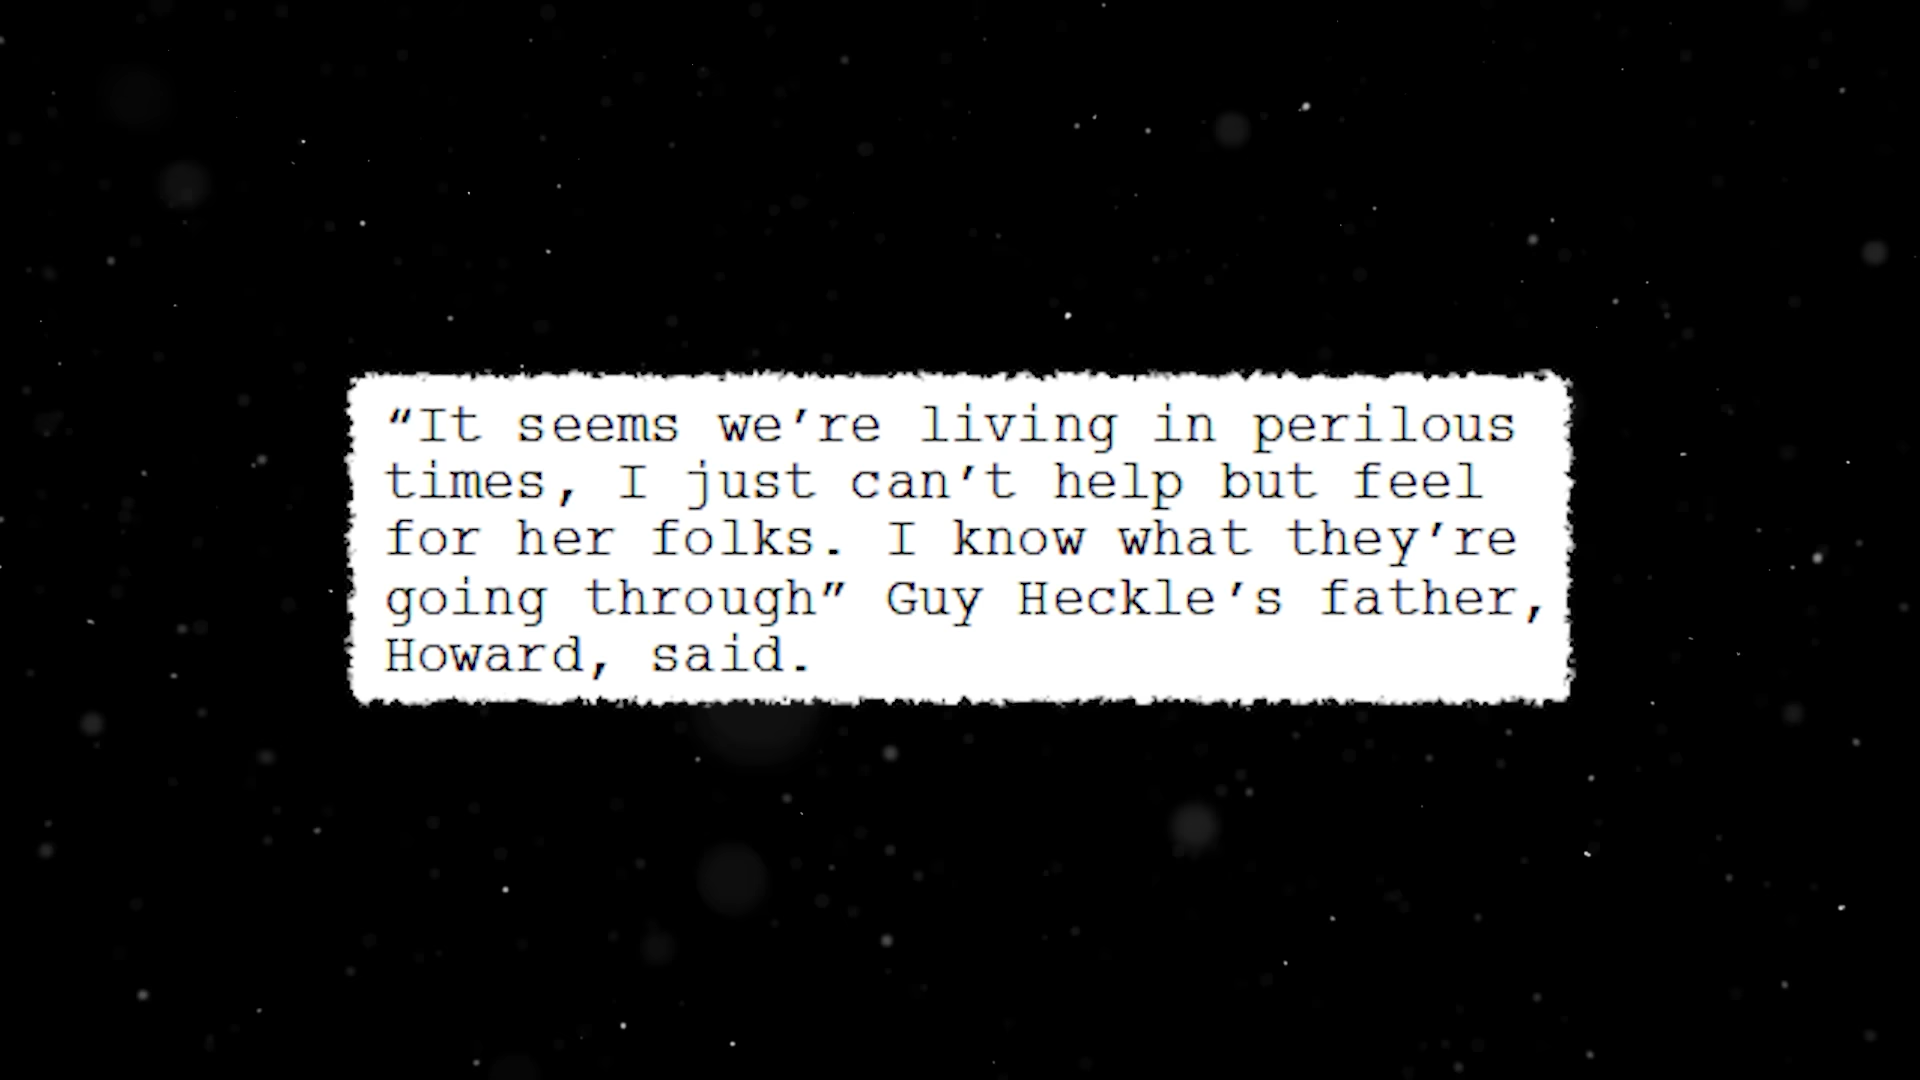 “It seems we’re living in perilous
times, I just can’t help but feel
for her folks. I know what they’re
going through” Guy Heckle’s father,
Howard, said.